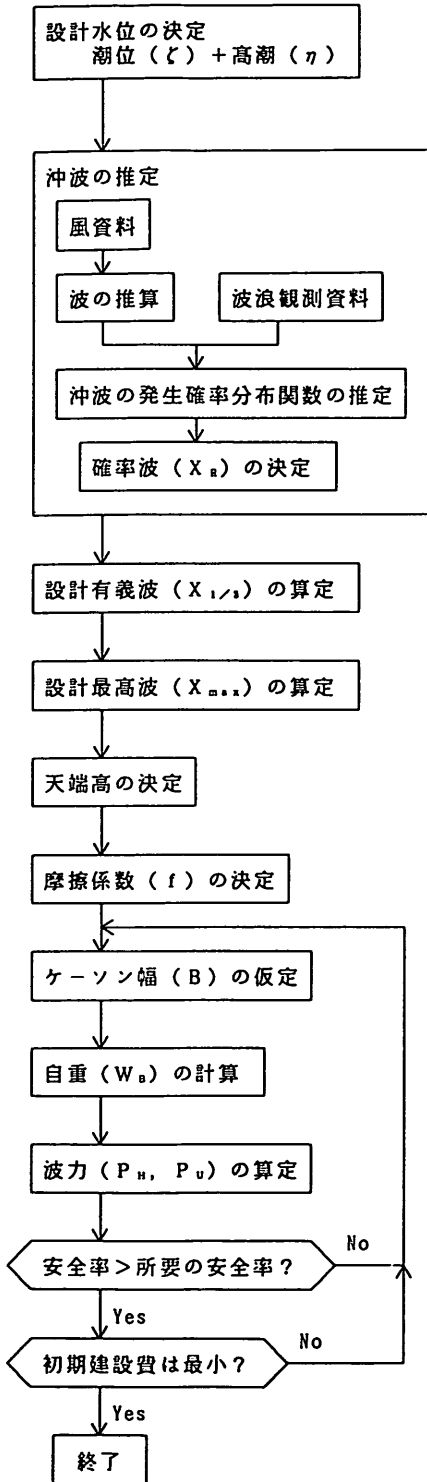 設計水位の決定
潮位(ζ)+高潮(η)
沖波の推定
風資料
波の推算
波浪観測資料
沖波の発生確率分布関数の推定
確率波(X_R)の決定
設計有義波(X_{1/3})の算定
設計最高波(X_{max})の算定
天端高の決定
摩擦係数(f)の決定
ケーソン幅(B)の仮定
自重(W_B)の計算
波力(P_H, P_U)の算定
安全率>所要の安全率?
No
Yes
初期建設費は最小?
No
Yes
終了